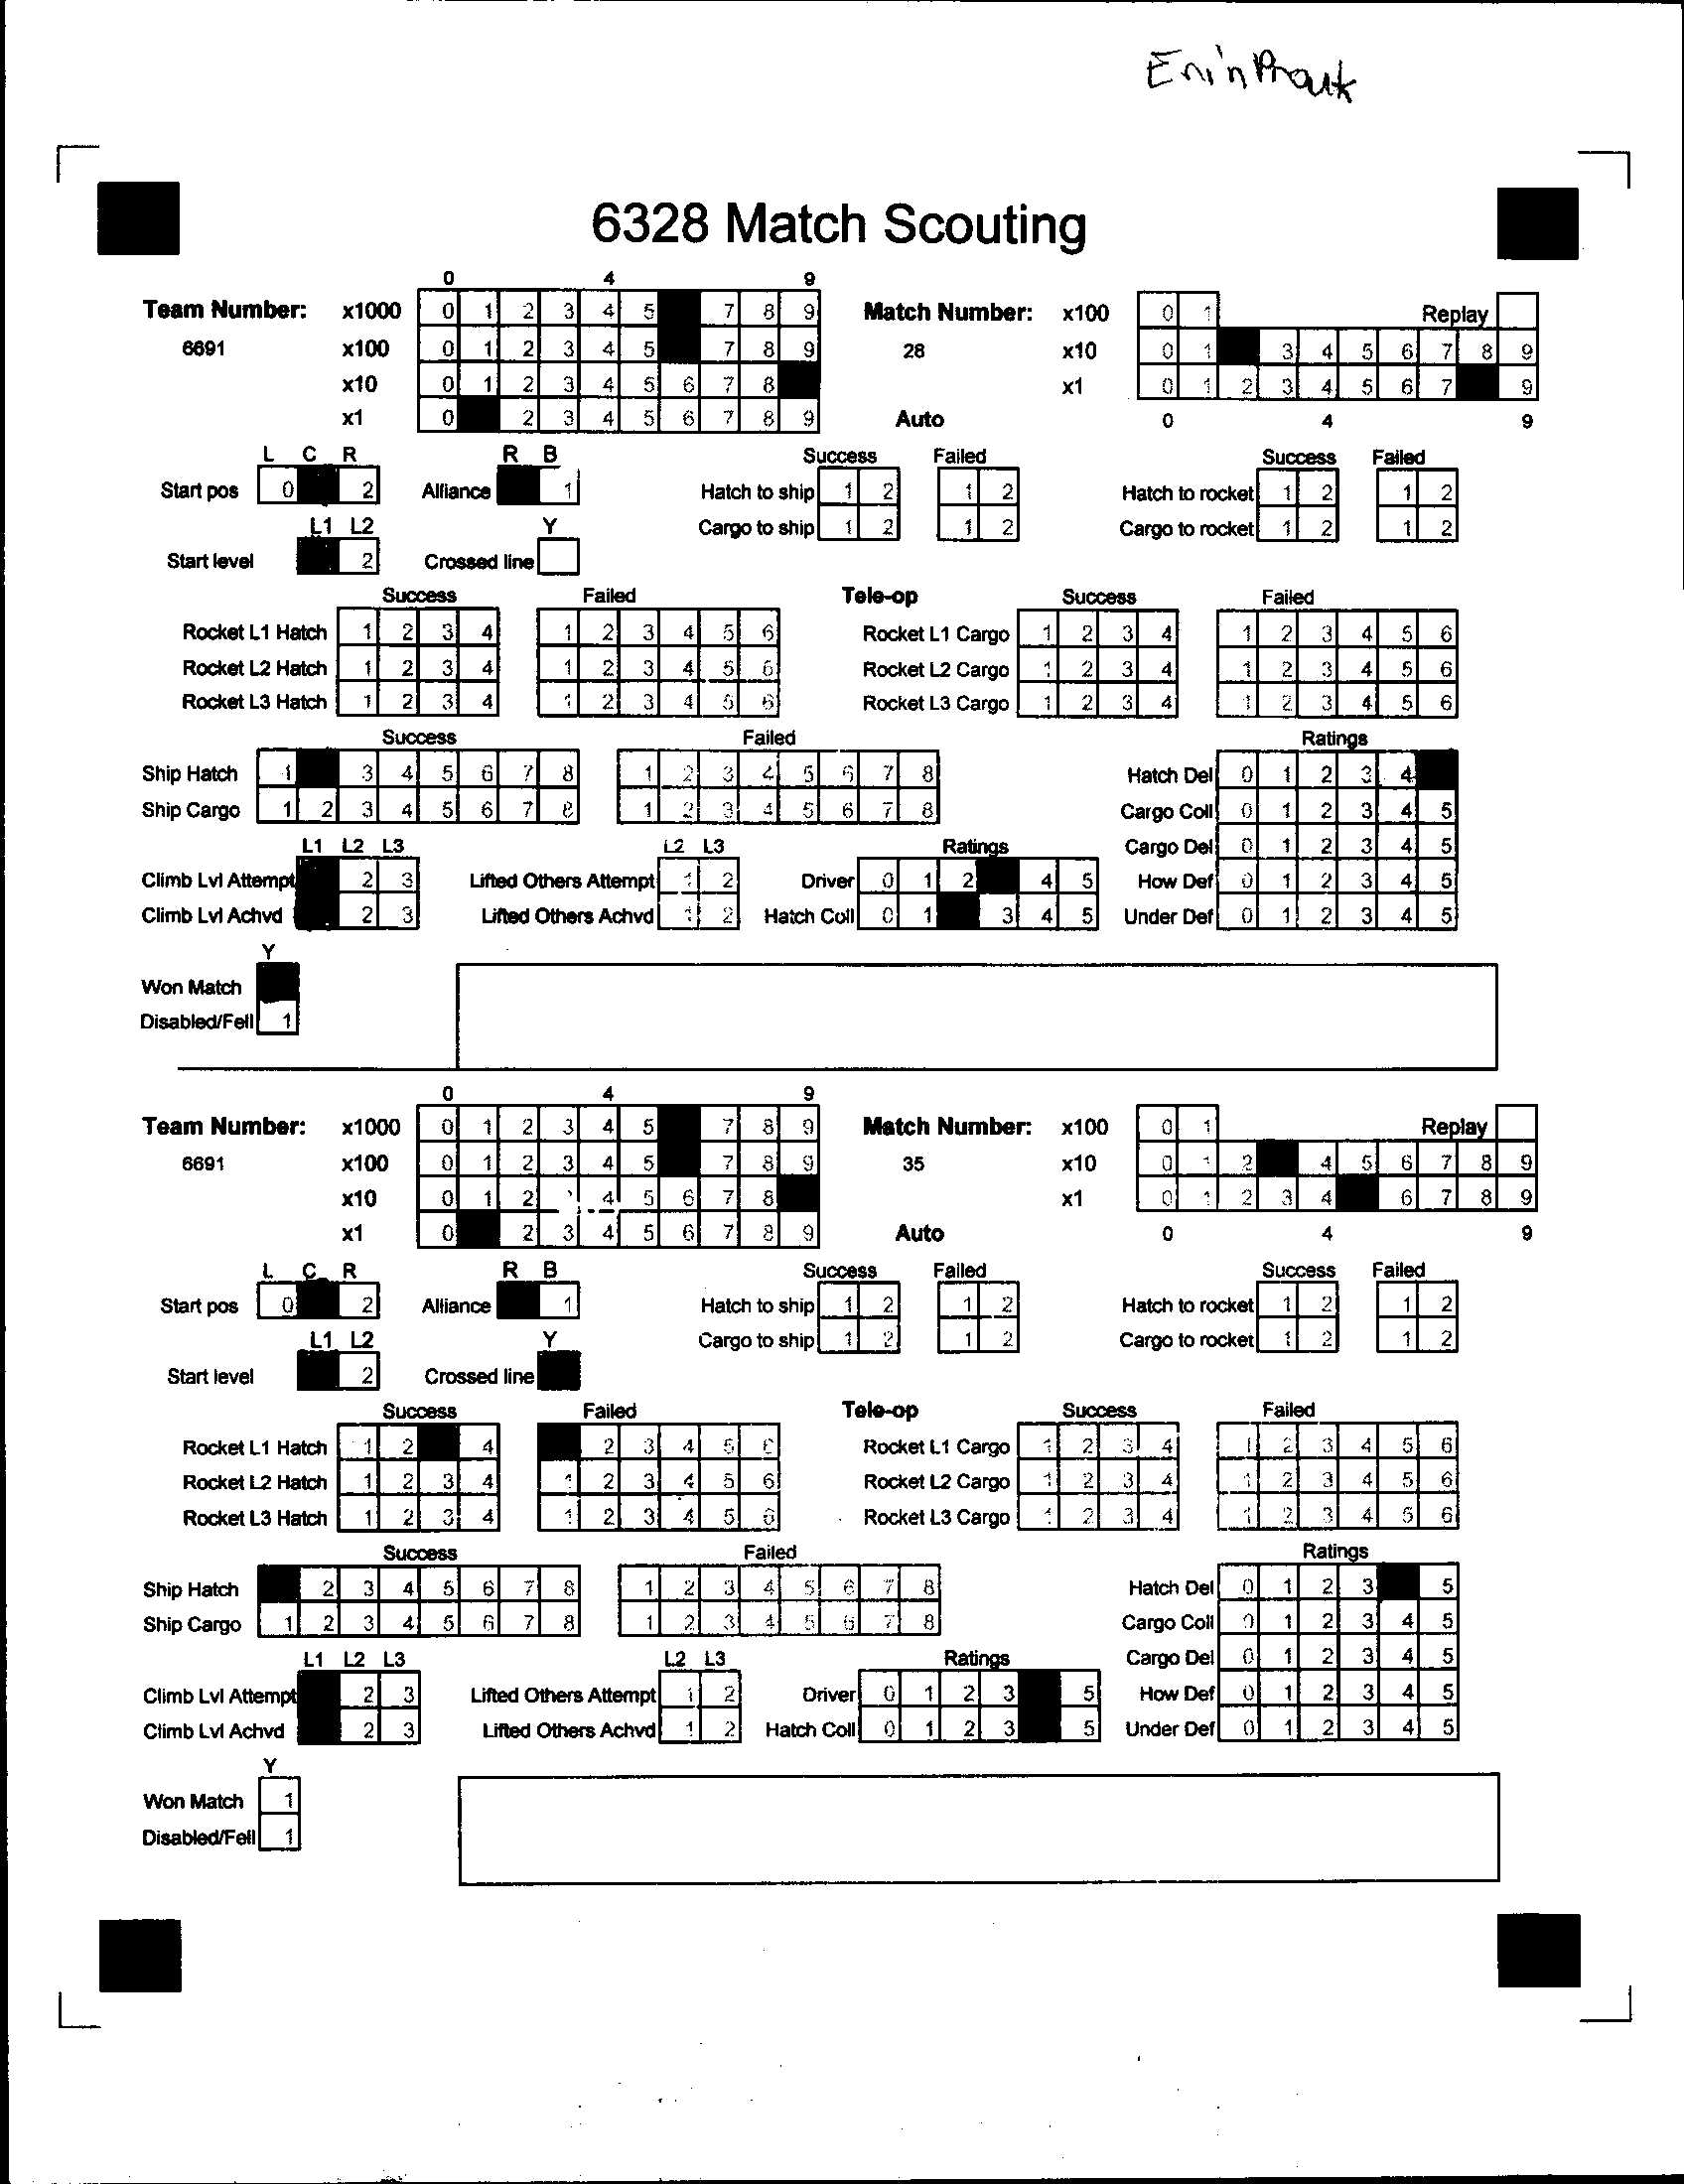 Erin Prouk
6328 Match Scouting
0 4 9
Team Number: x1000 0 1 2 3 4 5 7 8 9 Match Number: x100 0 1 Replay
6691 x100 0 1 2 3 4 5 7 8 9 28 x10 0 1 3 4 5 6 7 8 9
x10 0 1 2 3 4 5 6 7 8 x1 0 1 2 3 4 5 6 7 9
x1 0 2 3 4 5 6 7 8 9 Auto 0 4 9
L C R R B Success Failed Success Failed
Start pos 0 2 Alliance 1 Hatch to ship 1 2 1 2 Hatch to rocket 1 2 1 2
L1 L2 Y Cargo to ship 1 2 1 2 Cargo to rocket 1 2 1 2
Start level 2 Crossed line
Success Failed Tele-op Success Failed
Rocket L1 Hatch 1 2 3 4 1 2 3 4 5 6 Rocket L1 Cargo 1 2 3 4 1 2 3 4 5 6
Rocket L2 Hatch 1 2 3 4 1 2 3 4 5 6 Rocket L2 Cargo 1 2 3 4 1 2 3 4 5 6
Rocket L3 Hatch 1 2 3 4 1 2 3 4 5 6 Rocket L3 Cargo 1 2 3 4 1 2 3 4 5 6
Success Failed Ratings
Ship Hatch 1 3 4 5 6 7 8 1 2 3 4 5 6 7 8 Hatch Del 0 1 2 3 4
Ship Cargo 1 2 3 4 5 6 7 8 1 2 3 4 5 6 7 8 Cargo Coll 0 1 2 3 4 5
L1 L2 L3 L2 L3 Ratings Cargo Del 0 1 2 3 4 5
Climb Lvl Attempt 2 3 Lifted Others Attempt 1 2 Driver 0 1 2 4 5 How Def 0 1 2 3 4 5
Climb Lvl Achvd 2 3 Lifted Others Achvd 1 2 Hatch Coll 0 1 3 4 5 Under Def 0 1 2 3 4 5
Y
Won Match
Disabled/Fell 1
0 4 9
Team Number: x1000 0 1 2 3 4 5 7 8 9 Match Number: x100 0 1 Replay
6691 x100 0 1 2 3 4 5 7 8 9 35 x10 0 1 2 4 5 6 7 8 9
x10 0 1 2 4 5 6 7 8 x1 0 1 2 3 4 6 7 8 9
x1 0 2 3 4 5 6 7 8 9 Auto 0 4 9
L C R R B Success Failed Success Failed
Start pos 0 2 Alliance 1 Hatch to ship 1 2 1 2 Hatch to rocket 1 2 1 2
L1 L2 Y Cargo to ship 1 2 1 2 Cargo to rocket 1 2 1 2
Start level 2 Crossed line
Success Failed Tele-op Success Failed
Rocket L1 Hatch 1 2 4 2 3 4 5 6 Rocket L1 Cargo 1 2 3 4 1 2 3 4 5 6
Rocket L2 Hatch 1 2 3 4 1 2 3 4 5 6 Rocket L2 Cargo 1 2 3 4 1 2 3 4 5 6
Rocket L3 Hatch 1 2 3 4 1 2 3 4 5 6 Rocket L3 Cargo 1 2 3 4 1 2 3 4 5 6
Success Failed Ratings
Ship Hatch 2 3 4 5 6 7 8 1 2 3 4 5 6 7 8 Hatch Del 0 1 2 3 5
Ship Cargo 1 2 3 4 5 6 7 8 1 2 3 4 5 6 7 8 Cargo Coll 0 1 2 3 4 5
L1 L2 L3 L2 L3 Ratings Cargo Del 0 1 2 3 4 5
Climb Lvl Attempt 2 3 Lifted Others Attempt 1 2 Driver 0 1 2 3 5 How Def 0 1 2 3 4 5
Climb Lvl Achvd 2 3 Lifted Others Achvd 1 2 Hatch Coll 0 1 2 3 5 Under Def 0 1 2 3 4 5
Y
Won Match 1
Disabled/Fell 1